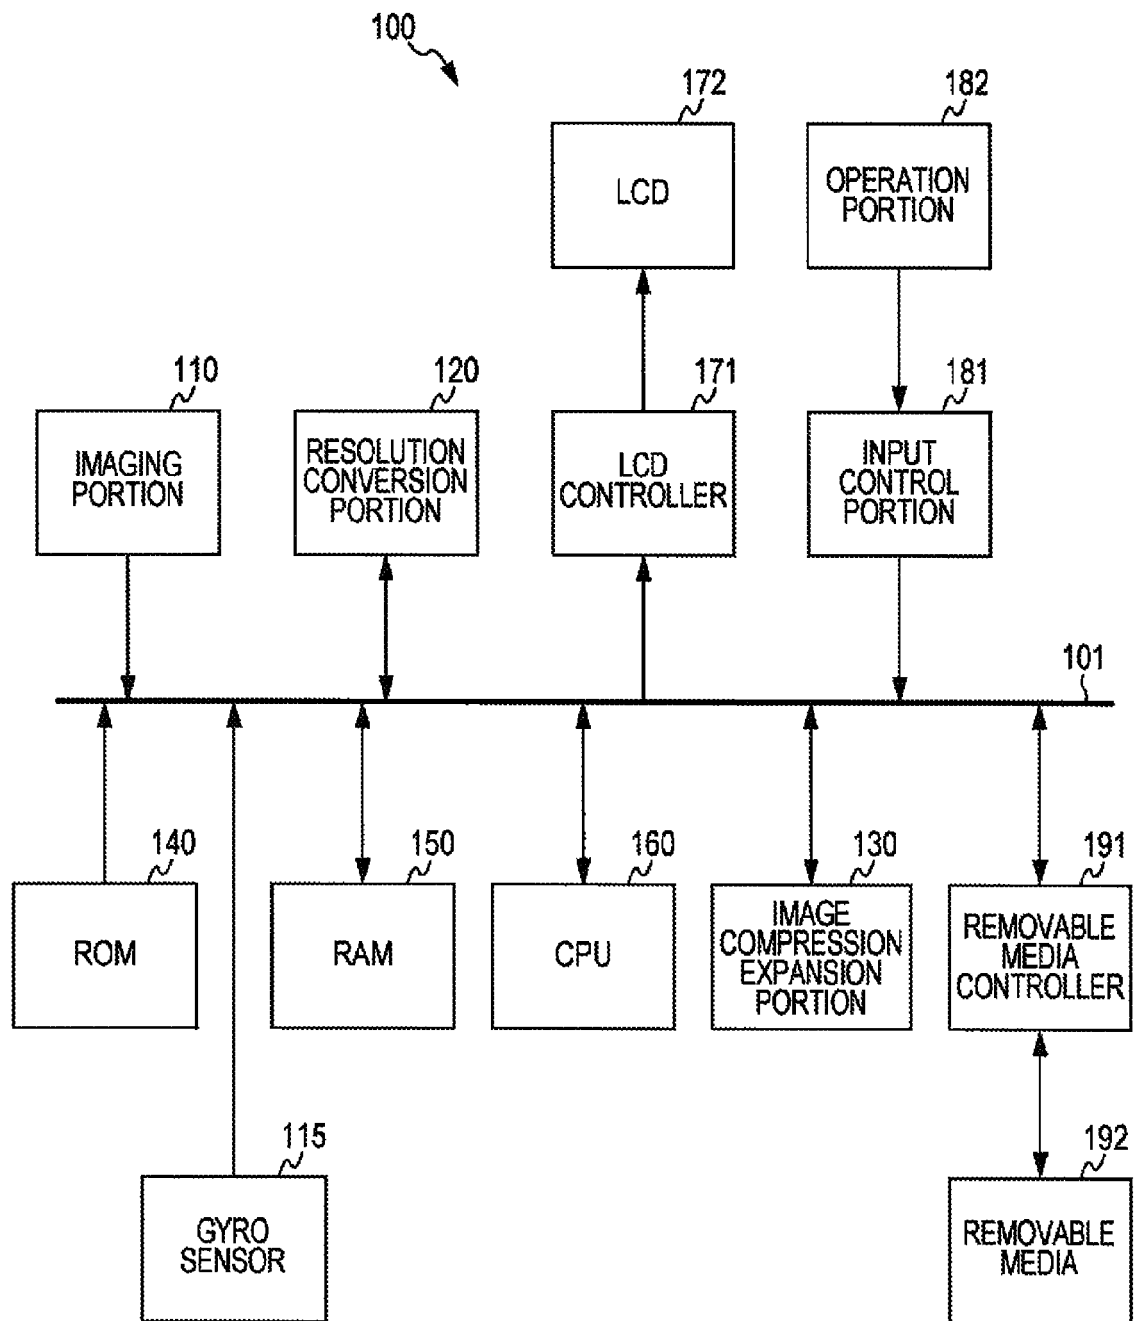 100
172
LCD
182
OPERATION
PORTION
110
IMAGING
PORTION
120
RESOLUTION
CONVERSION
PORTION
171
LCD
CONTROLLER
181
INPUT
CONTROL
PORTION
101
140
ROM
150
RAM
160
CPU
130
IMAGE
COMPRESSION
EXPANSION
PORTION
191
REMOVABLE
MEDIA
CONTROLLER
115
GYRO
SENSOR
192
REMOVABLE
MEDIA